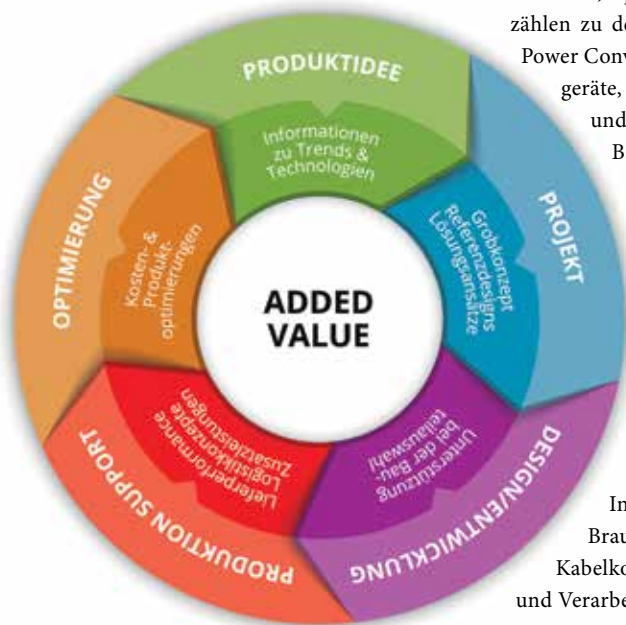 zählen zu de
Power Conv
geräte,
und
B
PRODUKTIDEE
Informationen
zu Trends &
Technologien
PROJEKT
Grobkonzept
Referenzdesigns
Lösungsansätze
DESIGN/ENTWICKLUNG
Unterstützung
bei der Bau-
teilauswahl
PRODUKTION SUPPORT
Lieferperformance
Logistikkonzepte
Zusatzleistungen
OPTIMIERUNG
Kosten- &
Produkt-
optimierungen
ADDED
VALUE
In
Brau
Kabelko
und Verarbe